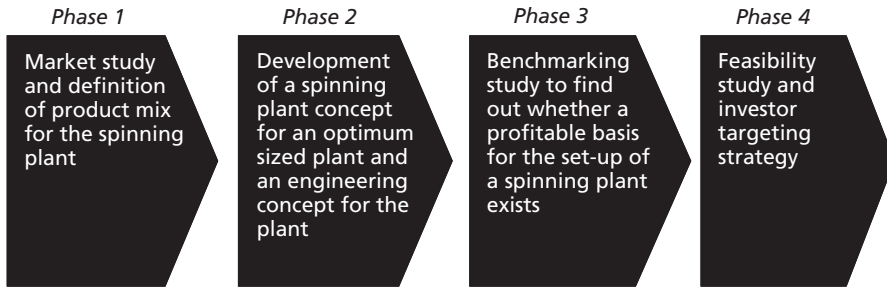 Phase 1
Market study
and definition
of product mix
for the spinning
plant
Phase 2
Development
of a spinning
plant concept
for an optimum
sized plant and
an engineering
concept for the
plant
Phase 3
Benchmarking
study to find
out whether a
profitable basis
for the set-up of
a spinning plant
exists
Phase 4
Feasibility
study and
investor
targeting
strategy